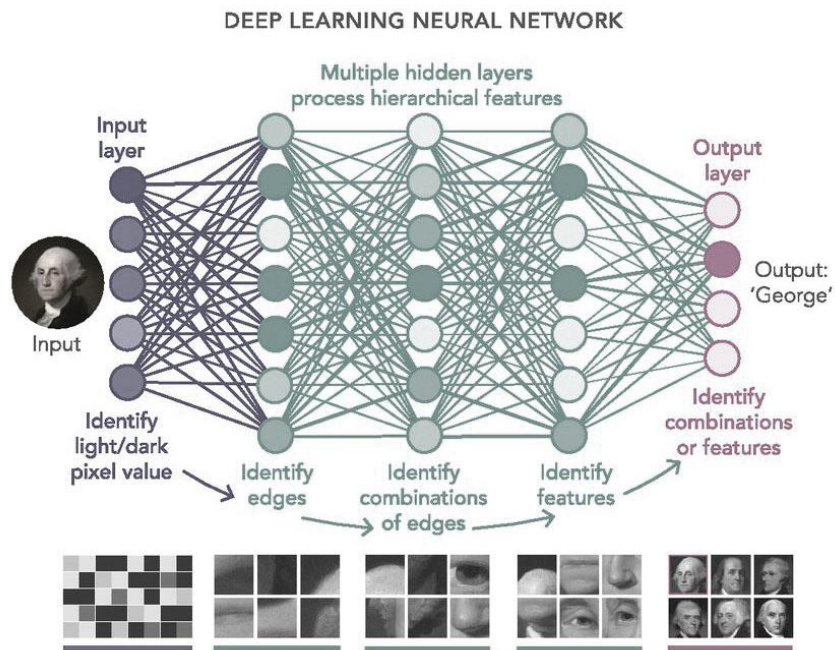 DEEP LEARNING NEURAL NETWORK
Multiple hidden layers
process hierarchical features
Input
layer
Output
layer
Input
Output:
‘George’
Identify
light/dark
pixel value
Identify
edges
Identify
combinations
of edges
Identify
features
Identify
combinations
or features